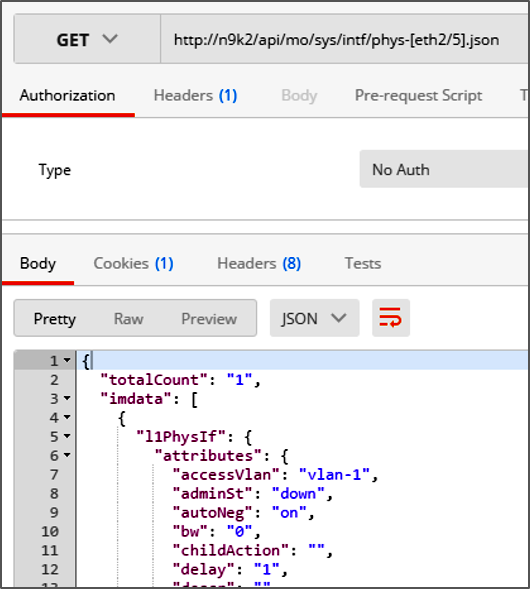 GET http://n9k2/api/mo/sys/intf/phys-[eth2/5].json
Authorization Headers (1) Body Pre-request Script
Type No Auth
Body Cookies (1) Headers (8) Tests
Pretty Raw Preview JSON
1 {
2 "totalCount": "1",
3 "imdata": [
4 {
5 "l1PhysIf": {
6 "attributes": {
7 "accessVlan": "vlan-1",
8 "adminSt": "down",
9 "autoNeg": "on",
10 "bw": "0",
11 "childAction": "",
12 "delay": "1",